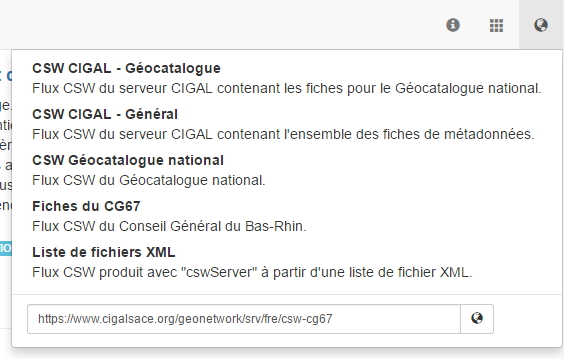 CSW CIGAL - Géocatalogue
Flux CSW du serveur CIGAL contenant les fiches pour le Géocatalogue national.
CSW CIGAL - Général
Flux CSW du serveur CIGAL contenant l'ensemble des fiches de métadonnées.
CSW Géocatalogue national
Flux CSW du Géocatalogue national.
Fiches du CG67
Flux CSW du Conseil Général du Bas-Rhin.
Liste de fichiers XML
Flux CSW produit avec "cswServer" à partir d'une liste de fichier XML.
https://www.cigalsace.org/geonetwork/srv/fre/csw-cg67